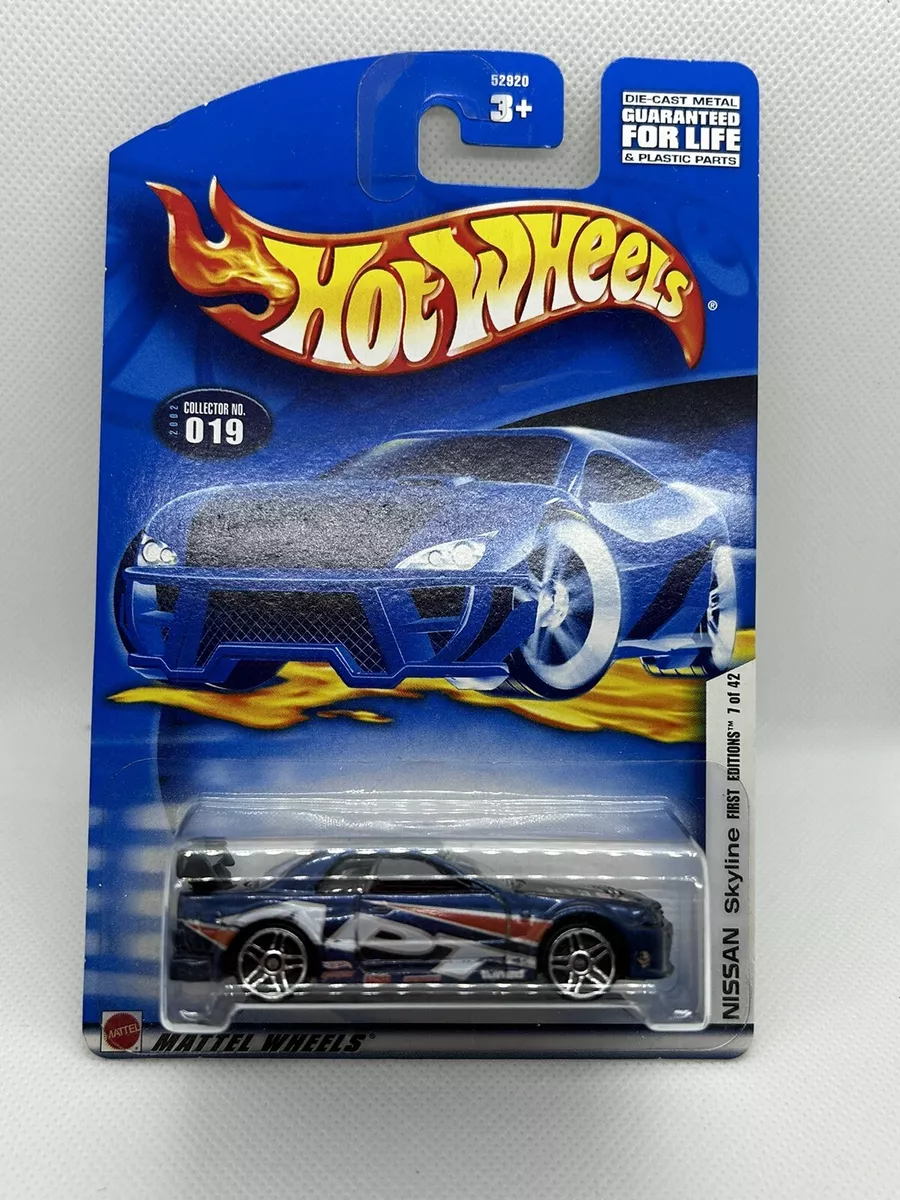 52920
3+
DIE-CAST METAL
GUARANTEED
FOR LIFE
& PLASTIC PARTS
HOT WHEELS®
2002
COLLECTOR NO.
019
NISSAN Skyline FIRST EDITIONS™ 7 of 42
MATTEL
MATTEL WHEELS®